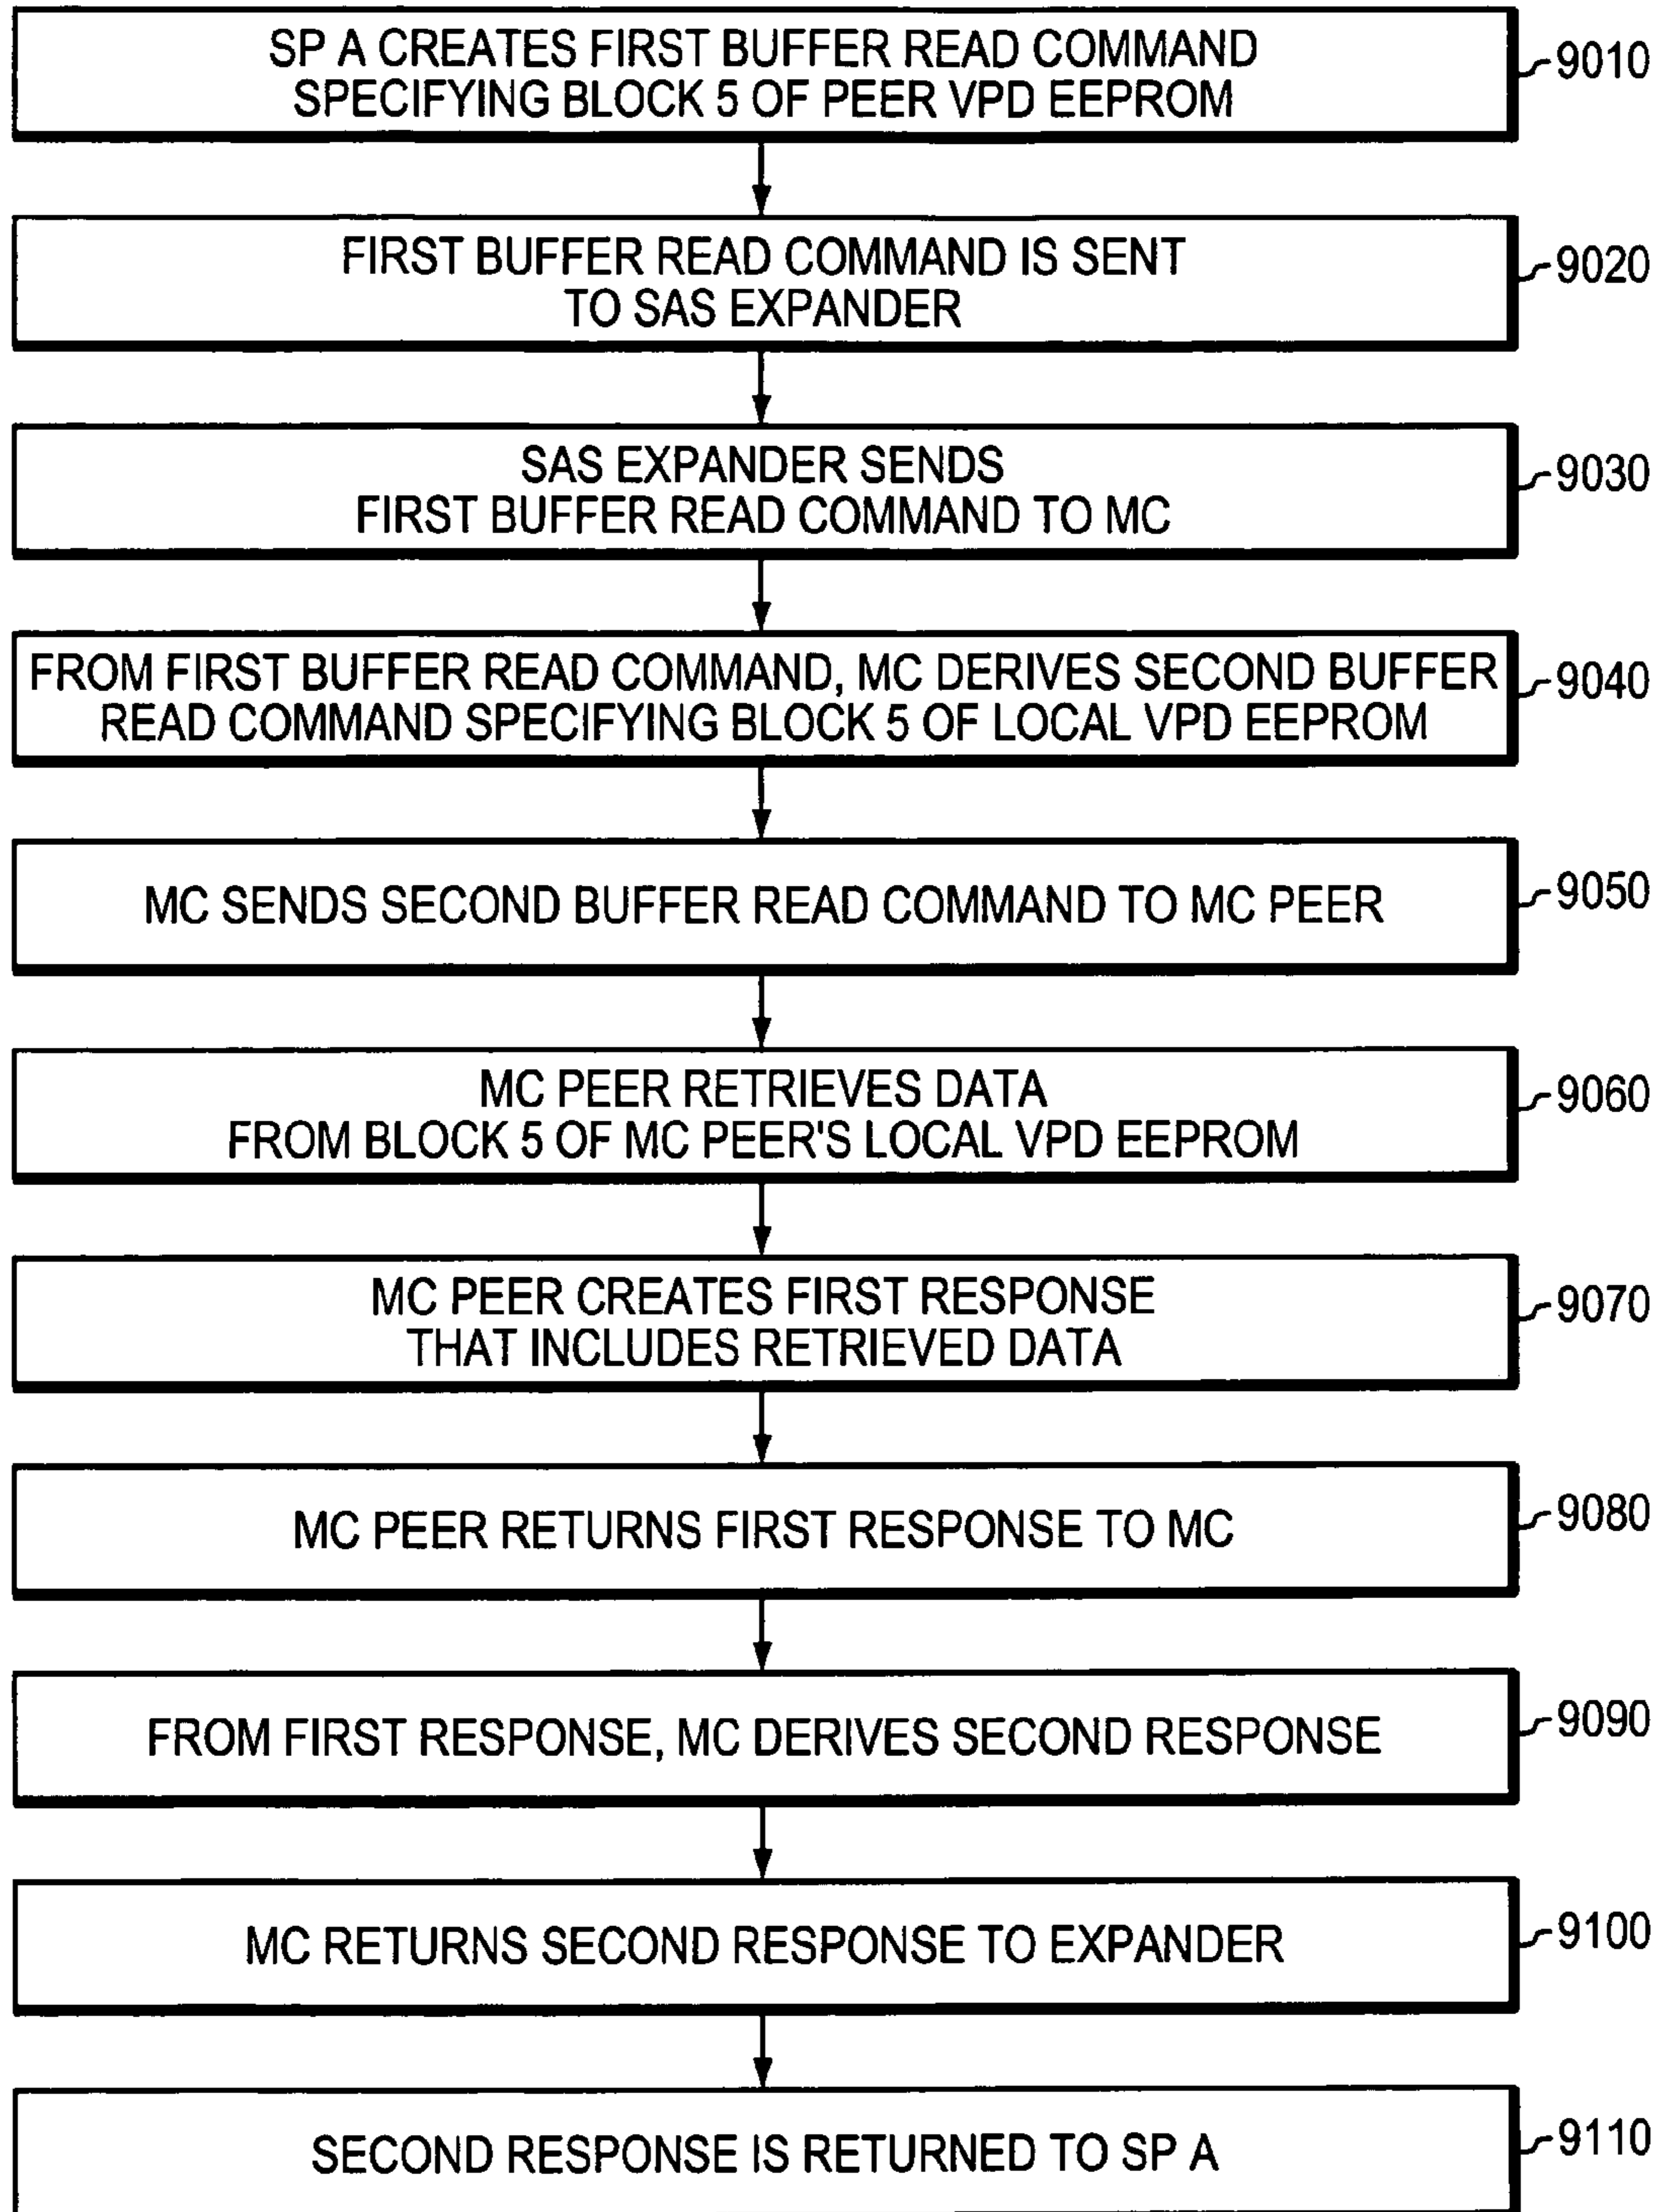 SP A CREATES FIRST BUFFER READ COMMAND
SPECIFYING BLOCK 5 OF PEER VPD EEPROM
9010
FIRST BUFFER READ COMMAND IS SENT
TO SAS EXPANDER
9020
SAS EXPANDER SENDS
FIRST BUFFER READ COMMAND TO MC
9030
FROM FIRST BUFFER READ COMMAND, MC DERIVES SECOND BUFFER
READ COMMAND SPECIFYING BLOCK 5 OF LOCAL VPD EEPROM
9040
MC SENDS SECOND BUFFER READ COMMAND TO MC PEER
9050
MC PEER RETRIEVES DATA
FROM BLOCK 5 OF MC PEER'S LOCAL VPD EEPROM
9060
MC PEER CREATES FIRST RESPONSE
THAT INCLUDES RETRIEVED DATA
9070
MC PEER RETURNS FIRST RESPONSE TO MC
9080
FROM FIRST RESPONSE, MC DERIVES SECOND RESPONSE
9090
MC RETURNS SECOND RESPONSE TO EXPANDER
9100
SECOND RESPONSE IS RETURNED TO SP A
9110